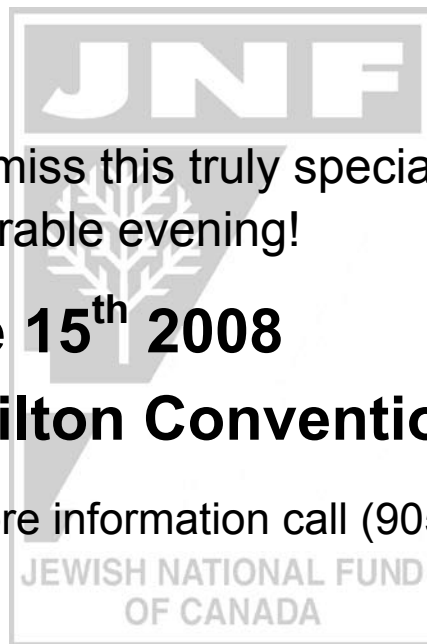 JNF
miss this truly specia
rable evening!
e 15th 2008
ilton Conventio
re information call (905
JEWISH NATIONAL FUND
OF CANADA